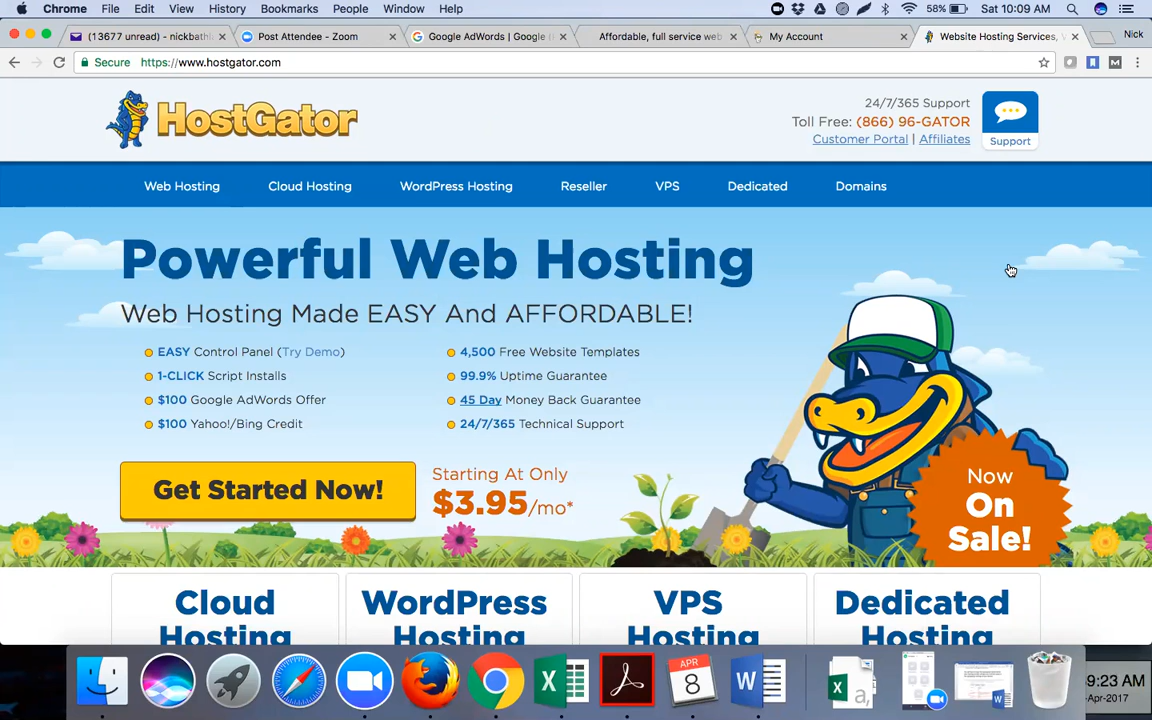 Chrome File Edit View History Bookmarks People Window Help 58% Sat 10:09 AM
(13677 unread) - nickbathl Post Attendee - Zoom Google AdWords | Google ( Affordable, full service web My Account Website Hosting Services, V Nick
Secure https://www.hostgator.com
HostGator
24/7/365 Support
Toll Free: (866) 96-GATOR
Customer Portal | Affiliates
Support
Web Hosting Cloud Hosting WordPress Hosting Reseller VPS Dedicated Domains
Powerful Web Hosting
Web Hosting Made EASY And AFFORDABLE!
EASY Control Panel (Try Demo)
1-CLICK Script Installs
$100 Google AdWords Offer
$100 Yahoo!/Bing Credit
4,500 Free Website Templates
99.9% Uptime Guarantee
45 Day Money Back Guarantee
24/7/365 Technical Support
Get Started Now!
Starting At Only
$3.95/mo*
Now
On
Sale!
Cloud
Hosting
WordPress
Hosting
VPS
Hosting
Dedicated
Hosting
APR
8
X
W
X a,
9:23 AM
-Apr-2017